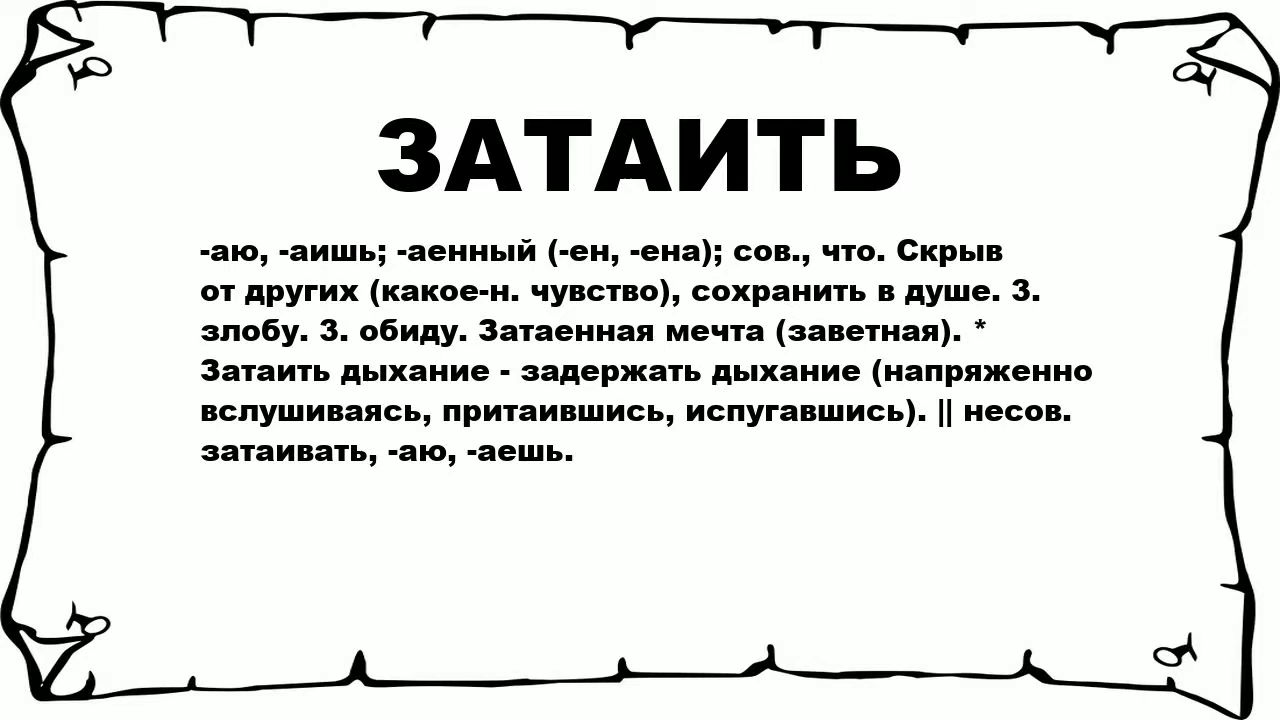 ЗАТАИТЬ
-аю, -аишь; -аенный (-ен, -ена); сов., что. Скрыв
от других (какое-н. чувство), сохранить в душе. З.
злобу. З. обиду. Затаенная мечта (заветная). *
Затаить дыхание - задержать дыхание (напряженно
вслушиваясь, притаившись, испугавшись). || несов.
затаивать, -аю, -аешь.